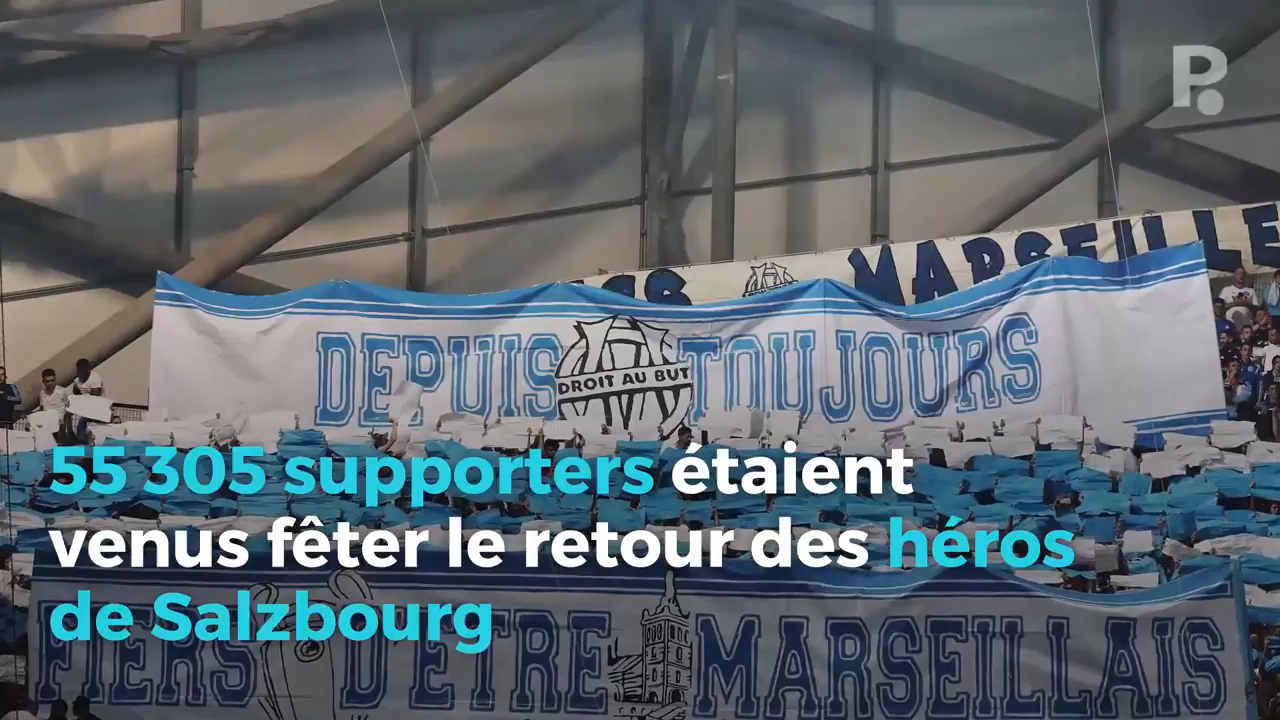 P.
MARSEILLE
DEPUIS TOUJOURS
DROIT AU BUT
55 305 supporters étaient
venus fêter le retour des héros
de Salzbourg
FIERS D'ETRE MARSEILLAIS